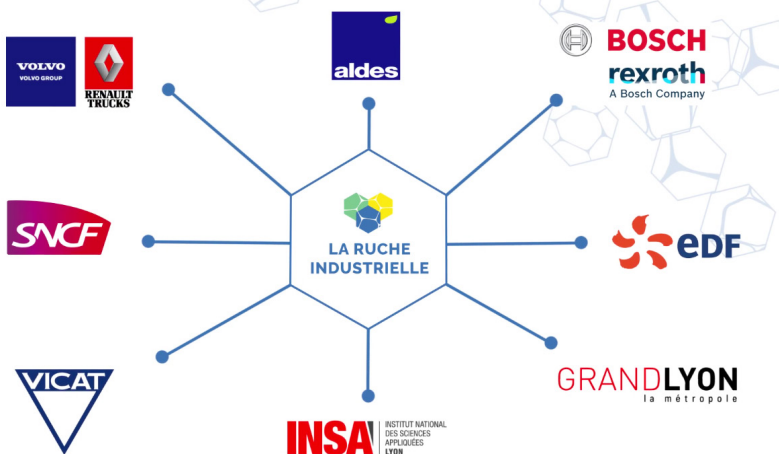 VOLVO
VOLVO GROUP
RENAULT
TRUCKS
aldes
BOSCH
rexroth
A Bosch Company
SNCF
LA RUCHE
INDUSTRIELLE
eDF
VICAT
GRANDLYON
la métropole
INSA
INSTITUT NATIONAL
DES SCIENCES
APPLIQUÉES
LYON